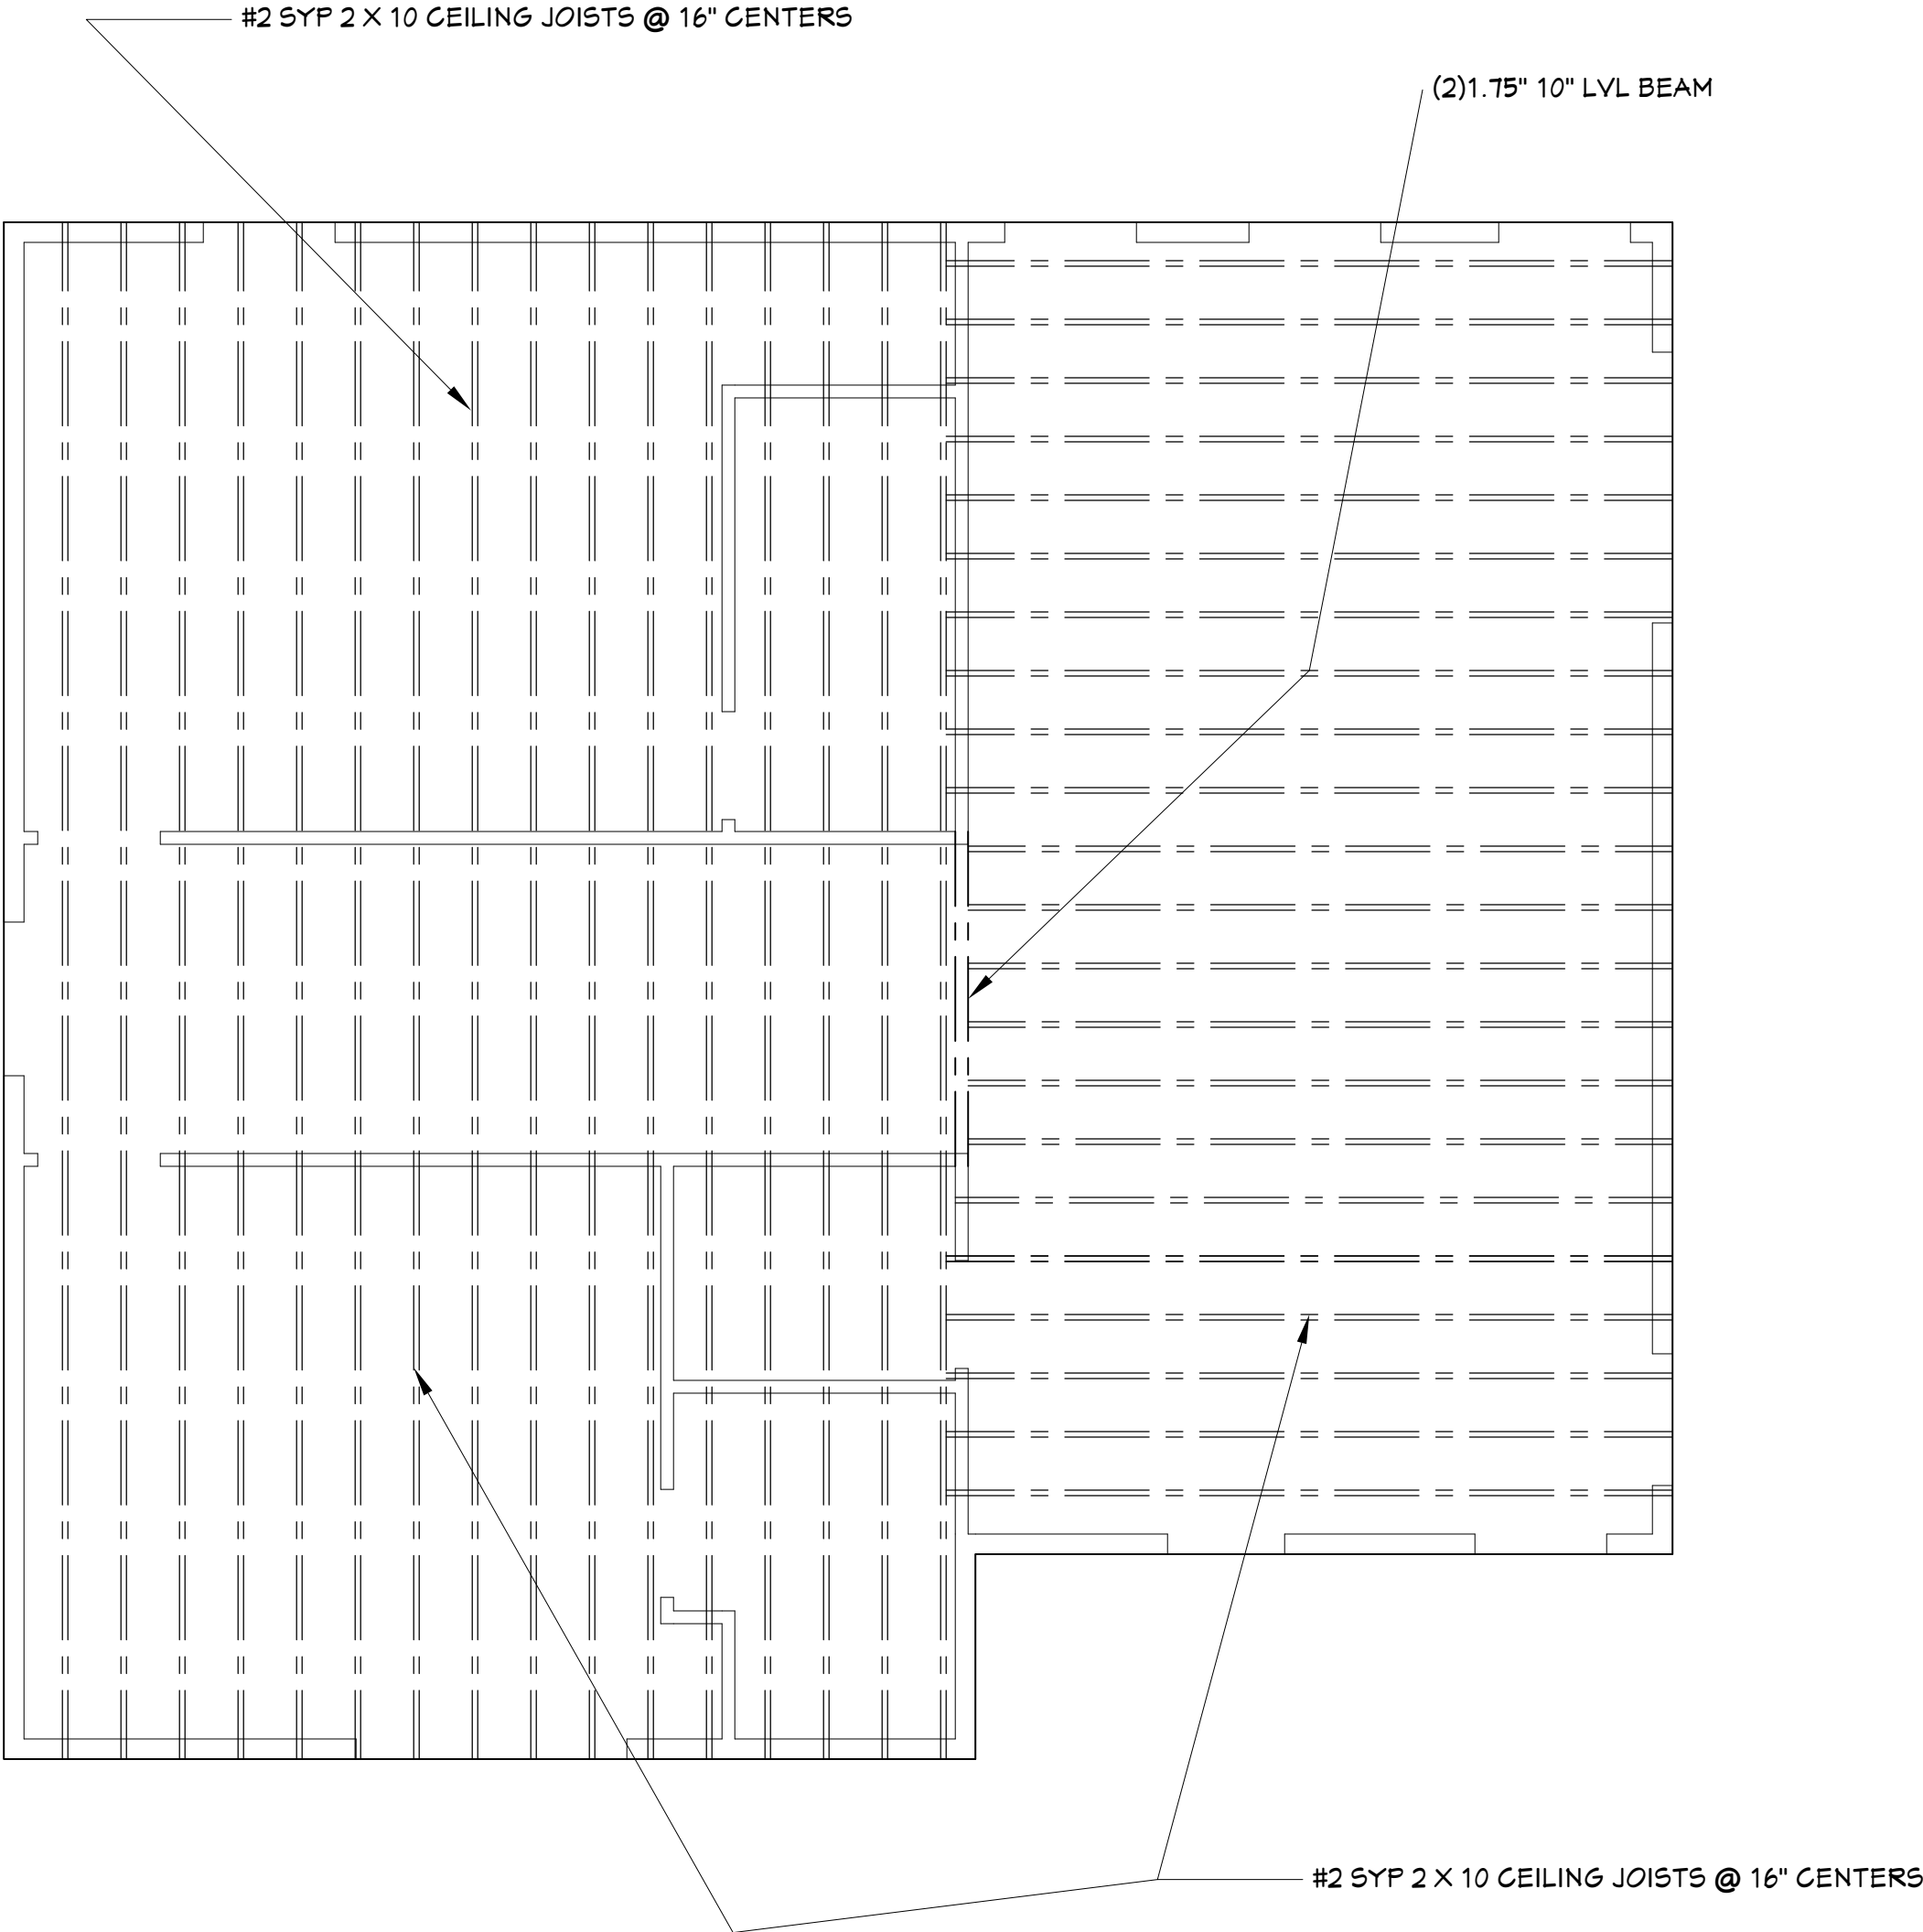 #2 SYP 2 X 10 CEILING JOISTS @ 16" CENTERS
(2)1.75" 10" LVL BEAM
#2 SYP 2 X 10 CEILING JOISTS @ 16" CENTERS